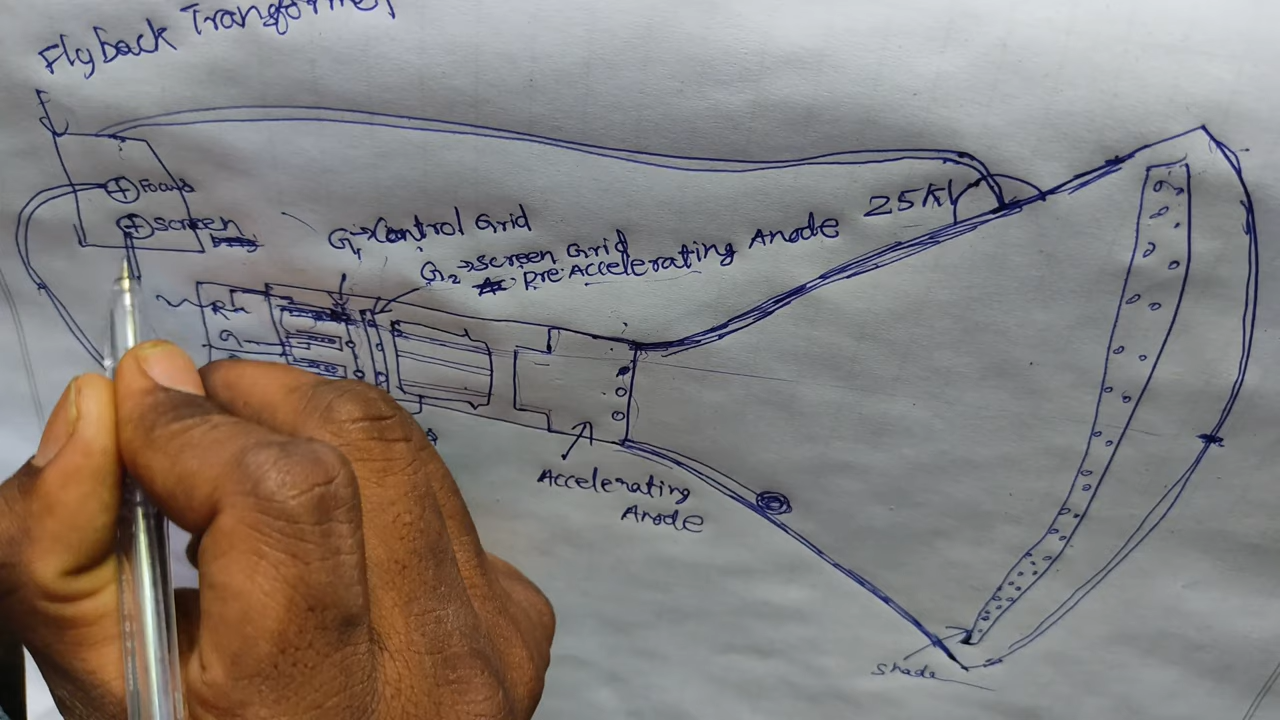 Flyback Transformer
Focus
Screen
25KV
G1→Control Grid
G2→Screen Grid
Pre Accelerating Anode
R
G
Accelerating
Anode
Shade